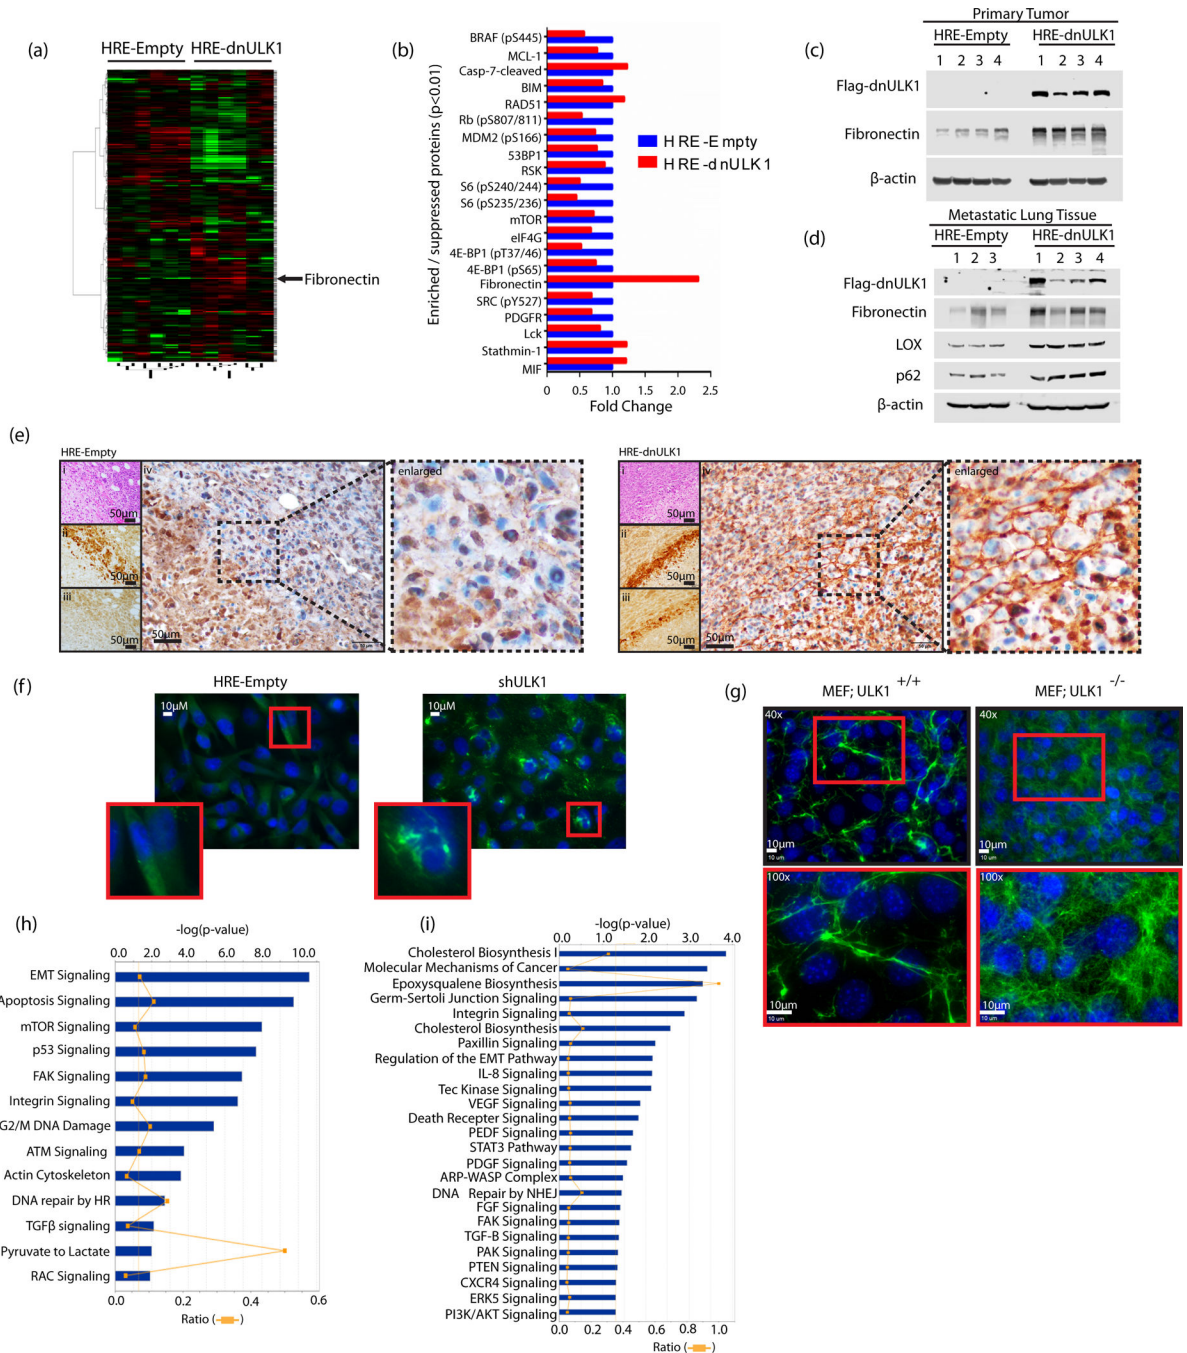 (a)
HRE-Empty HRE-dnULK1
Fibronectin
(b)
Enriched / suppressed proteins (p<0.01)
BRAF (pS445)
MCL-1
Casp-7-cleaved
BIM
RAD51
Rb (pS807/811)
MDM2 (pS166)
53BP1
RSK
S6 (pS240/244)
S6 (pS235/236)
mTOR
eIF4G
4E-BP1 (pT37/46)
4E-BP1 (pS65)
Fibronectin
SRC (pY527)
PDGFR
Lck
Stathmin-1
MIF
0 0.5 1.0 1.5 2.0 2.5
Fold Change
HRE-Empty
HRE-dnULK1
Primary Tumor
(c)
HRE-Empty HRE-dnULK1
1 2 3 4 1 2 3 4
Flag-dnULK1
Fibronectin
β-actin
Metastatic Lung Tissue
(d)
HRE-Empty HRE-dnULK1
1 2 3 1 2 3 4
Flag-dnULK1
Fibronectin
LOX
p62
β-actin
(e)
HRE-Empty
i
50µm
ii
50µm
iii
50µm
iv
50µm
enlarged
HRE-dnULK1
i
50µm
ii
50µm
iii
50µm
iv
50µm
enlarged
(f)
HRE-Empty
10µM
shULK1
10µM
(g)
MEF; ULK1 +/+
MEF; ULK1 -/-
40x
10µm
10 um
40x
10µm
10 um
100x
10µm
10 um
100x
10µm
10 um
(h)
-log(p-value)
0.0 2.0 4.0 6.0 8.0 10.0
EMT Signaling
Apoptosis Signaling
mTOR Signaling
p53 Signaling
FAK Signaling
Integrin Signaling
G2/M DNA Damage
ATM Signaling
Actin Cytoskeleton
DNA repair by HR
TGFβ signaling
Pyruvate to Lactate
RAC Signaling
0.0 0.2 0.4 0.6
Ratio ( )
(i)
-log(p-value)
0.0 1.0 2.0 3.0 4.0
Cholesterol Biosynthesis I
Molecular Mechanisms of Cancer
Epoxysqualene Biosynthesis
Germ-Sertoli Junction Signaling
Integrin Signaling
Cholesterol Biosynthesis
Paxillin Signaling
Regulation of the EMT Pathway
IL-8 Signaling
Tec Kinase Signaling
VEGF Signaling
Death Recepter Signaling
PEDF Signaling
STAT3 Pathway
PDGF Signaling
ARP-WASP Complex
DNA Repair by NHEJ
FGF Signaling
FAK Signaling
TGF-B Signaling
PAK Signaling
PTEN Signaling
CXCR4 Signaling
ERK5 Signaling
PI3K/AKT Signaling
0.0 0.2 0.4 0.6 0.8 1.0
Ratio ( )